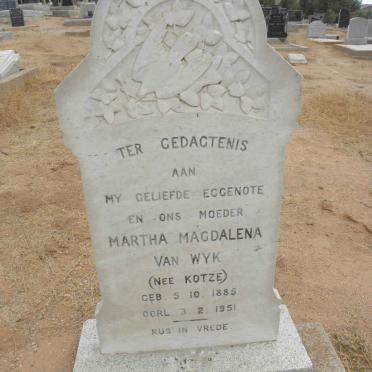 TER GEDAGTENIS
AAN
MY GELIEFDE EGGENOTE
EN ONS MOEDER
MARTHA MAGDALENA
VAN WYK
(NEE KOTZE)
GEB. 5. 10. 1885
OORL. 3. 2. 1951
RUS IN VREDE